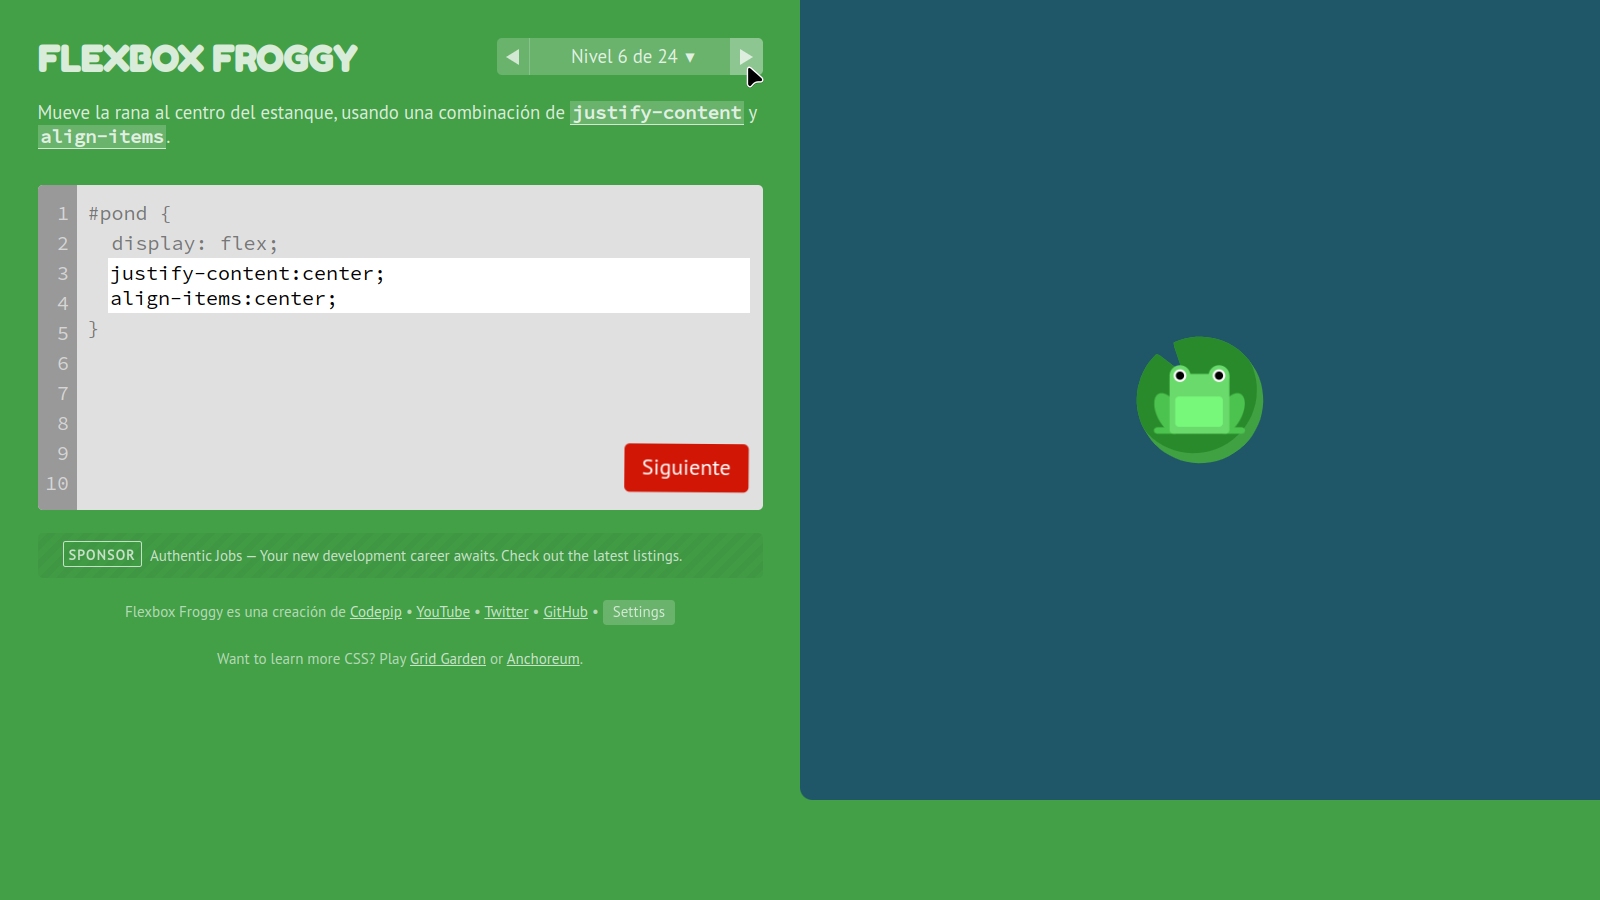 FLEXBOX FROGGY
◀ Nivel 6 de 24 ▼ ▶
Mueve la rana al centro del estanque, usando una combinación de justify-content y
align-items.
1 #pond {
2 display: flex;
3 justify-content:center;
4 align-items:center;
5 }
6
7
8
9
10
Siguiente
SPONSOR Authentic Jobs — Your new development career awaits. Check out the latest listings.
Flexbox Froggy es una creación de Codepip • YouTube • Twitter • GitHub • Settings
Want to learn more CSS? Play Grid Garden or Anchoreum.